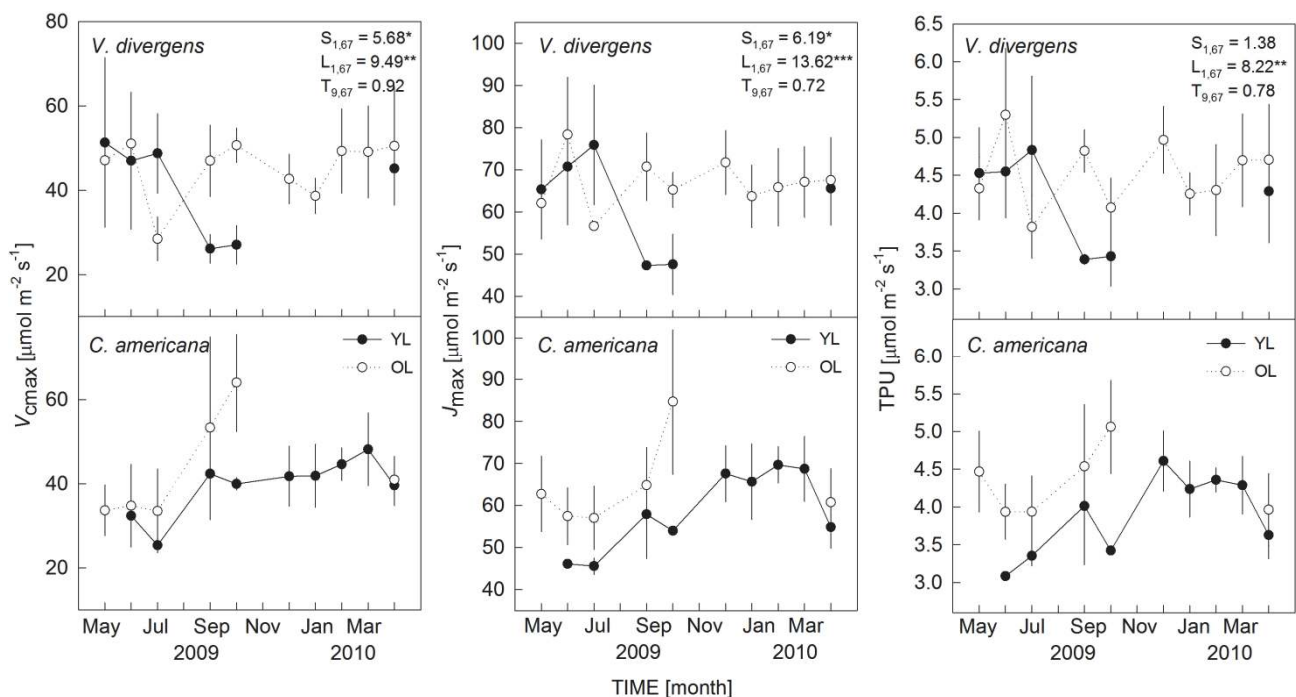 V. divergens
S1,67 = 5.68*
L1,67 = 9.49**
T9,67 = 0.92
80
60
40
20
C. americana
YL
OL
60
40
20
Vcmax [µmol m-2 s-1]
May Jul Sep Nov Jan Mar
2009 2010
V. divergens
S1,67 = 6.19*
L1,67 = 13.62***
T9,67 = 0.72
100
90
80
70
60
50
40
C. americana
YL
OL
100
90
80
70
60
50
40
Jmax [µmol m-2 s-1]
May Jul Sep Nov Jan Mar
2009 2010
V. divergens
S1,67 = 1.38
L1,67 = 8.22**
T9,67 = 0.78
6.5
6.0
5.5
5.0
4.5
4.0
3.5
3.0
C. americana
YL
OL
6.0
5.5
5.0
4.5
4.0
3.5
3.0
TPU [µmol m-2 s-1]
May Jul Sep Nov Jan Mar
2009 2010
TIME [month]